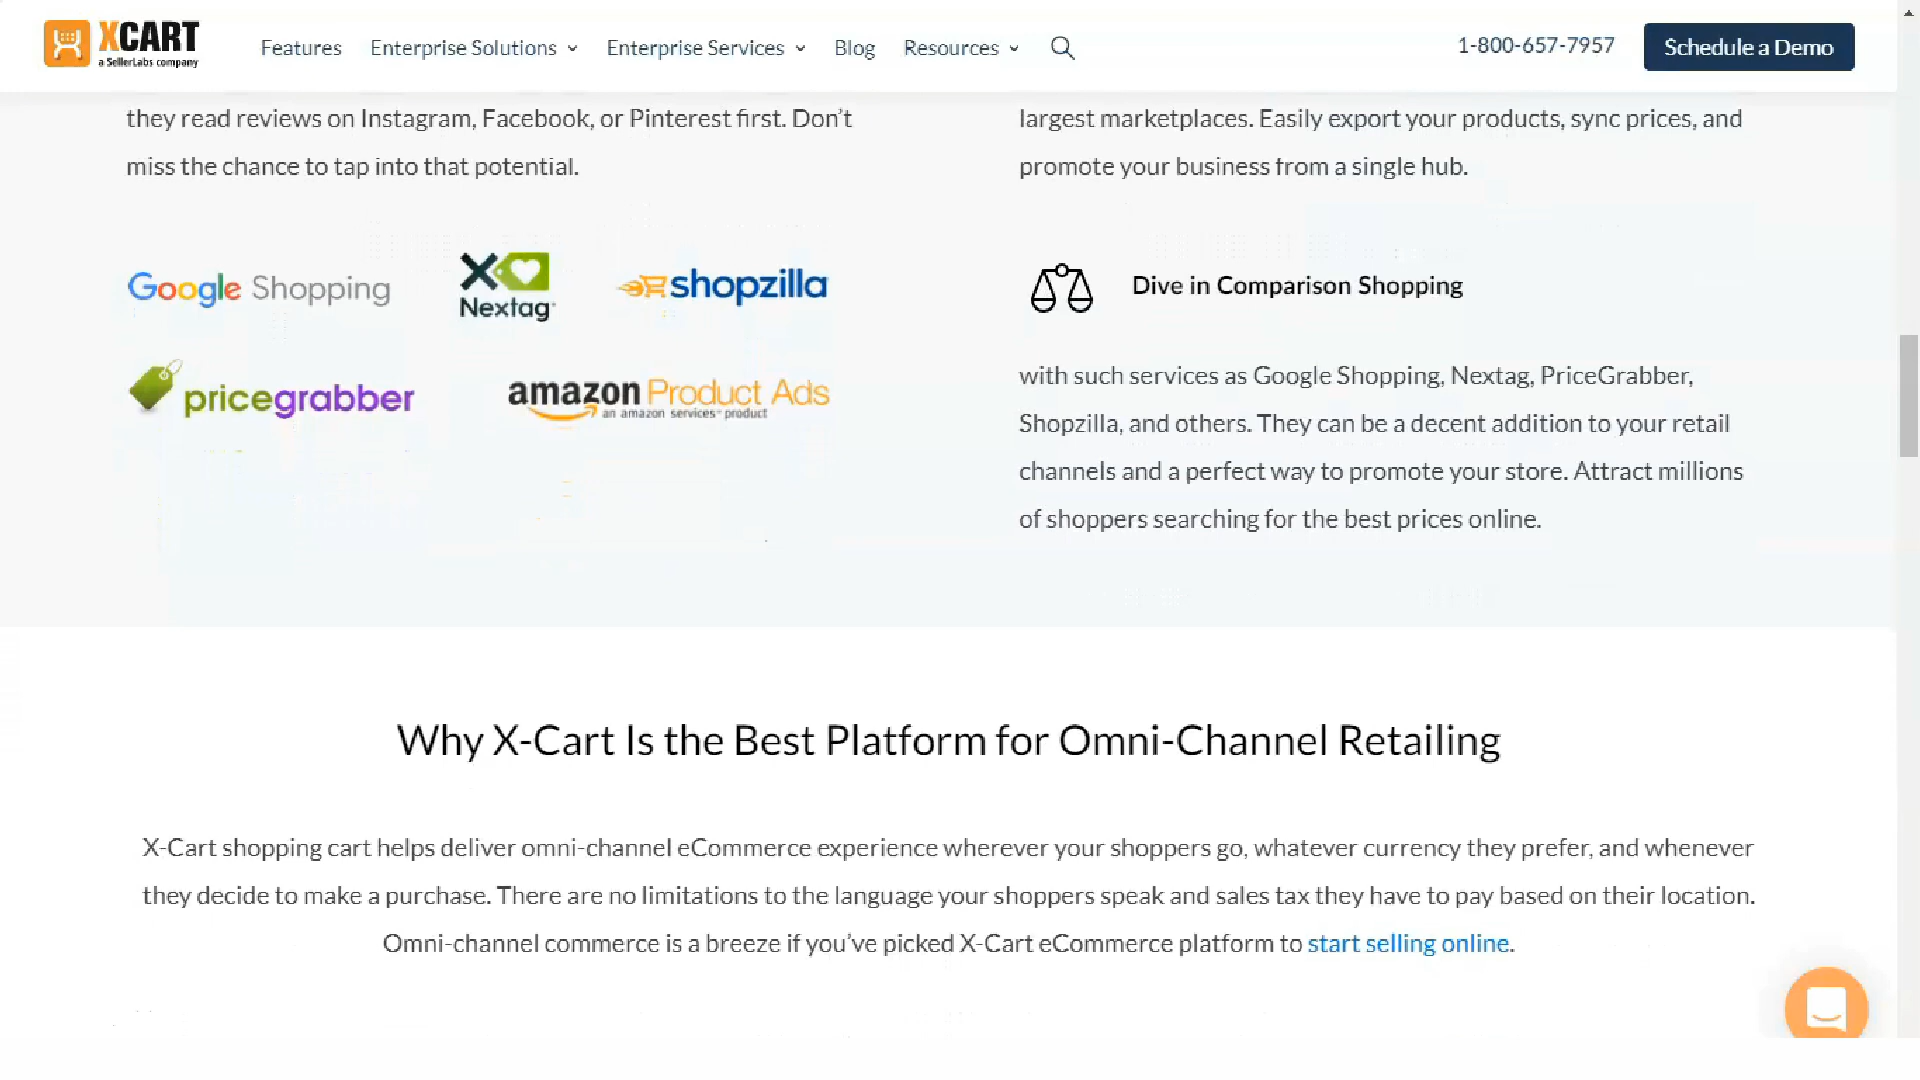 XCART
a SellerLabs company
Features
Enterprise Solutions
Enterprise Services
Blog
Resources
1-800-657-7957
Schedule a Demo
they read reviews on Instagram, Facebook, or Pinterest first. Don’t
miss the chance to tap into that potential.
largest marketplaces. Easily export your products, sync prices, and
promote your business from a single hub.
Google Shopping
Nextag
shopzilla
pricegrabber
amazon Product Ads
an amazon services product
Dive in Comparison Shopping
with such services as Google Shopping, Nextag, PriceGrabber,
Shopzilla, and others. They can be a decent addition to your retail
channels and a perfect way to promote your store. Attract millions
of shoppers searching for the best prices online.
Why X-Cart Is the Best Platform for Omni-Channel Retailing
X-Cart shopping cart helps deliver omni-channel eCommerce experience wherever your shoppers go, whatever currency they prefer, and whenever
they decide to make a purchase. There are no limitations to the language your shoppers speak and sales tax they have to pay based on their location.
Omni-channel commerce is a breeze if you’ve picked X-Cart eCommerce platform to start selling online.